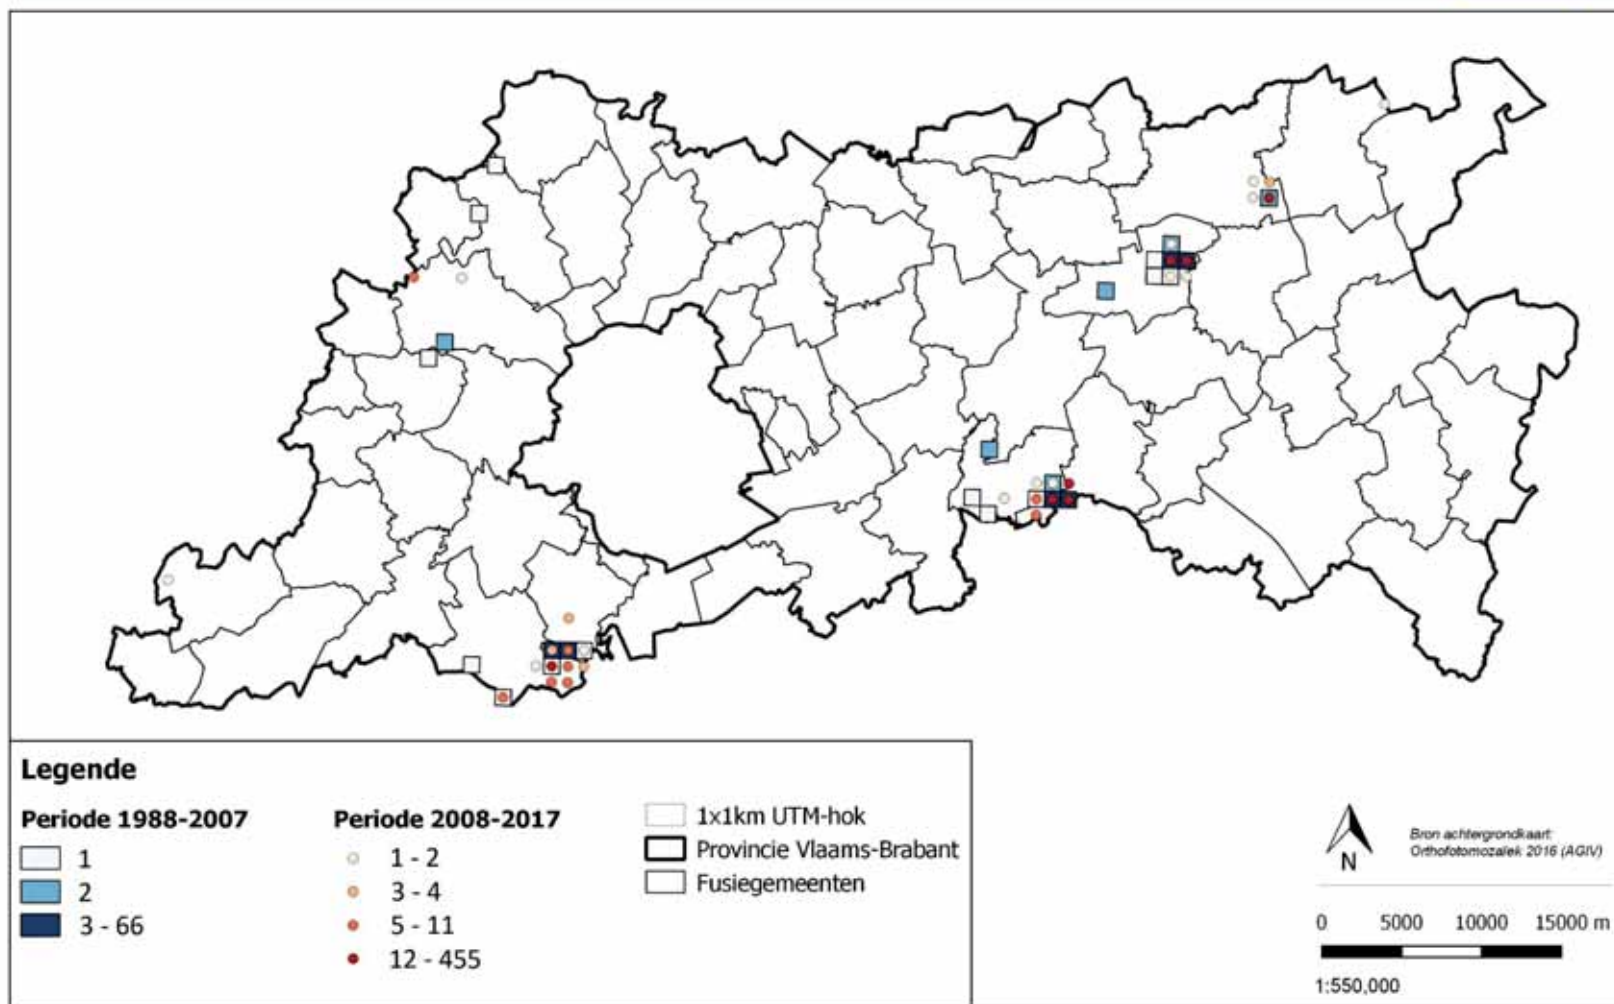 Legende
Periode 1988-2007
1
2
3 - 66
Periode 2008-2017
1 - 2
3 - 4
5 - 11
12 - 455
1x1km UTM-hok
Provincie Vlaams-Brabant
Fusiegemeenten
N
Bron achtergrondkaart:
Orthofotomozaïek 2016 (AGIV)
0 5000 10000 15000 m
1:550,000